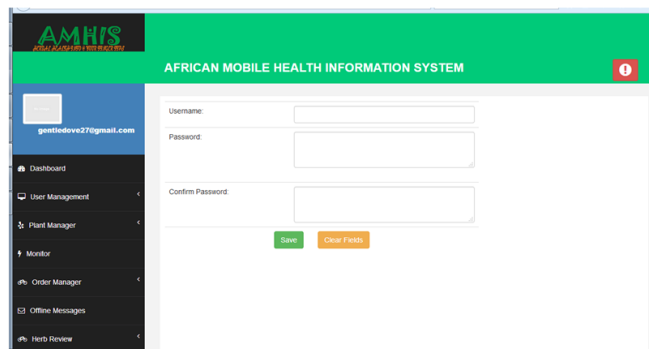 AMHIS
AFRICAN MOBILE HEALTH INFORMATION SYSTEM
gentledove27@gmail.com
Username:
Password:
Confirm Password:
Save
Clear Fields
Dashboard
User Management
Plant Manager
Monitor
Order Manager
Offline Messages
Herb Review